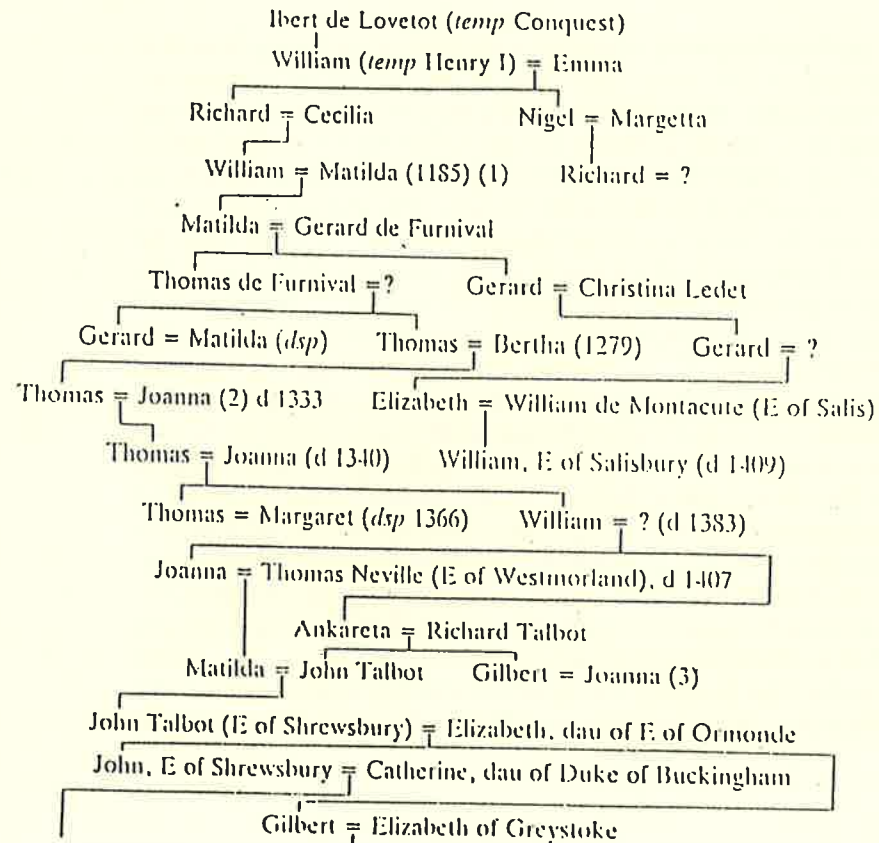 Ibert de Lovetot (temp Conquest)
William (temp Henry I) = Emma
Richard = Cecilia Nigel = Margetta
William = Matilda (1185) (1) Richard = ?
Matilda = Gerard de Furnival
Thomas de Furnival =? Gerard = Christina Ledet
Gerard = Matilda (dsp) Thomas = Bertha (1279) Gerard = ?
Thomas = Joanna (2) d 1333 Elizabeth = William de Montacute (E of Salis)
Thomas = Joanna (d 1340) William, E of Salisbury (d 1409)
Thomas = Margaret (dsp 1366) William = ? (d 1383)
Joanna = Thomas Neville (E of Westmorland), d 1407
Ankareta = Richard Talbot
Matilda = John Talbot Gilbert = Joanna (3)
John Talbot (E of Shrewsbury) = Elizabeth, dau of E of Ormonde
John, E of Shrewsbury = Catherine, dau of Duke of Buckingham
Gilbert = Elizabeth of Greystoke